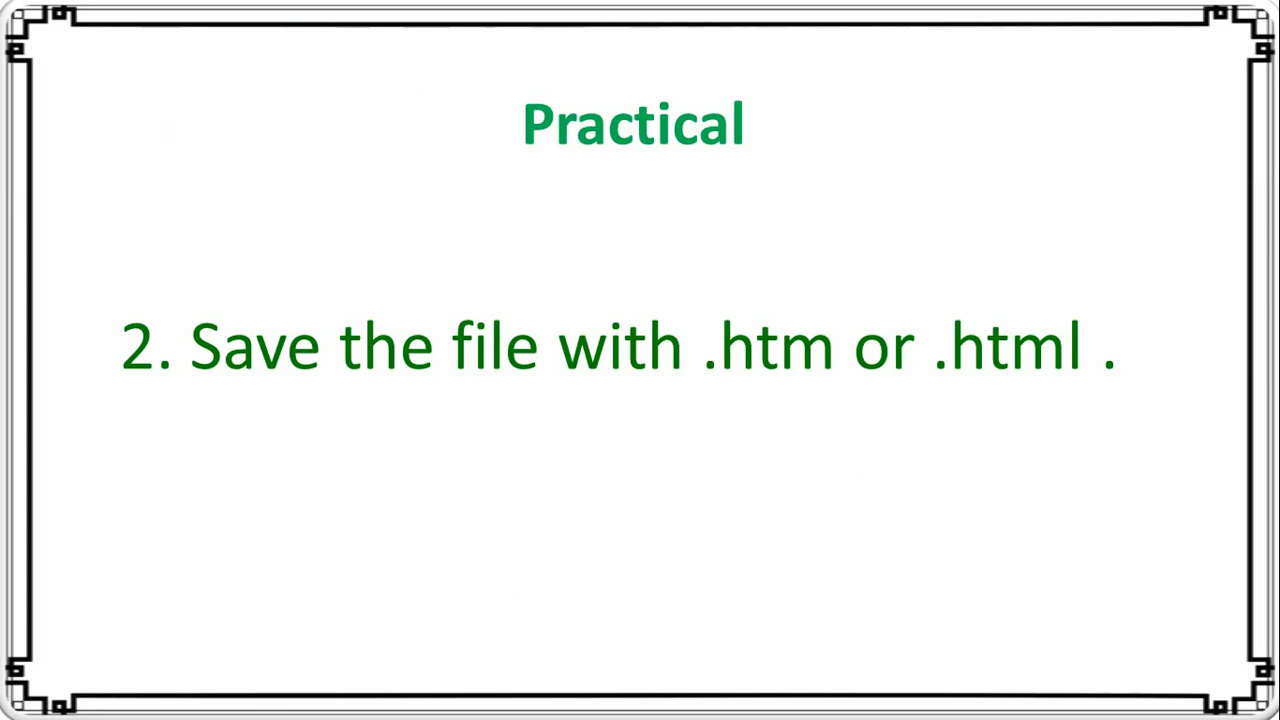 Practical
2. Save the file with .htm or .html .